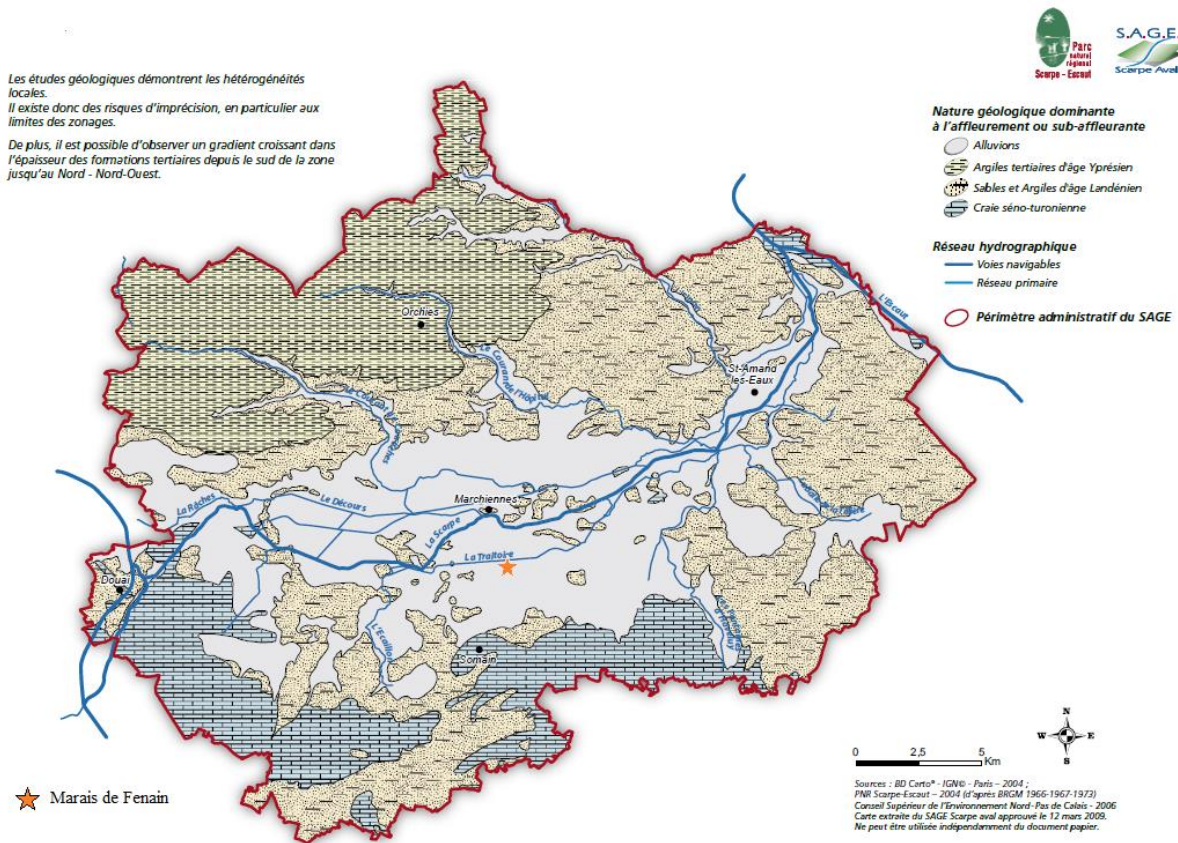 Les études géologiques démontrent les hétérogénéités
locales.
Il existe donc des risques d'imprécision, en particulier aux
limites des zonages.
De plus, il est possible d'observer un gradient croissant dans
l'épaisseur des formations tertiaires depuis le sud de la zone
jusqu'au Nord - Nord-Ouest.
Parc
naturel
régional
Scarpe - Escaut
S.A.G.E.
Scarpe Aval
Nature géologique dominante
à l'affleurement ou sub-affleurante
Alluvions
Argiles tertiaires d'âge Yprésien
Sables et Argiles d'âge Landénien
Craie séno-turonienne
Réseau hydrographique
Voies navigables
Réseau primaire
Périmètre administratif du SAGE
L'Escaut
Orchies
Le Courant de l'Hôpital
St-Amand
les-Eaux
Le Décours
La Râches
Marchiennes
La Scarpe
La Traitoire
Douai
L'Ecaillon
Somain
N
W E
S
0 2,5 5
Km
Marais de Fenain
Sources : BD Carto® - IGN© - Paris – 2004 ;
PNR Scarpe-Escaut – 2004 (d'après BRGM 1966-1967-1973)
Conseil Supérieur de l'Environnement Nord-Pas de Calais - 2006
Carte extraite du SAGE Scarpe aval approuvé le 12 mars 2009.
Ne peut être utilisée indépendamment du document papier.